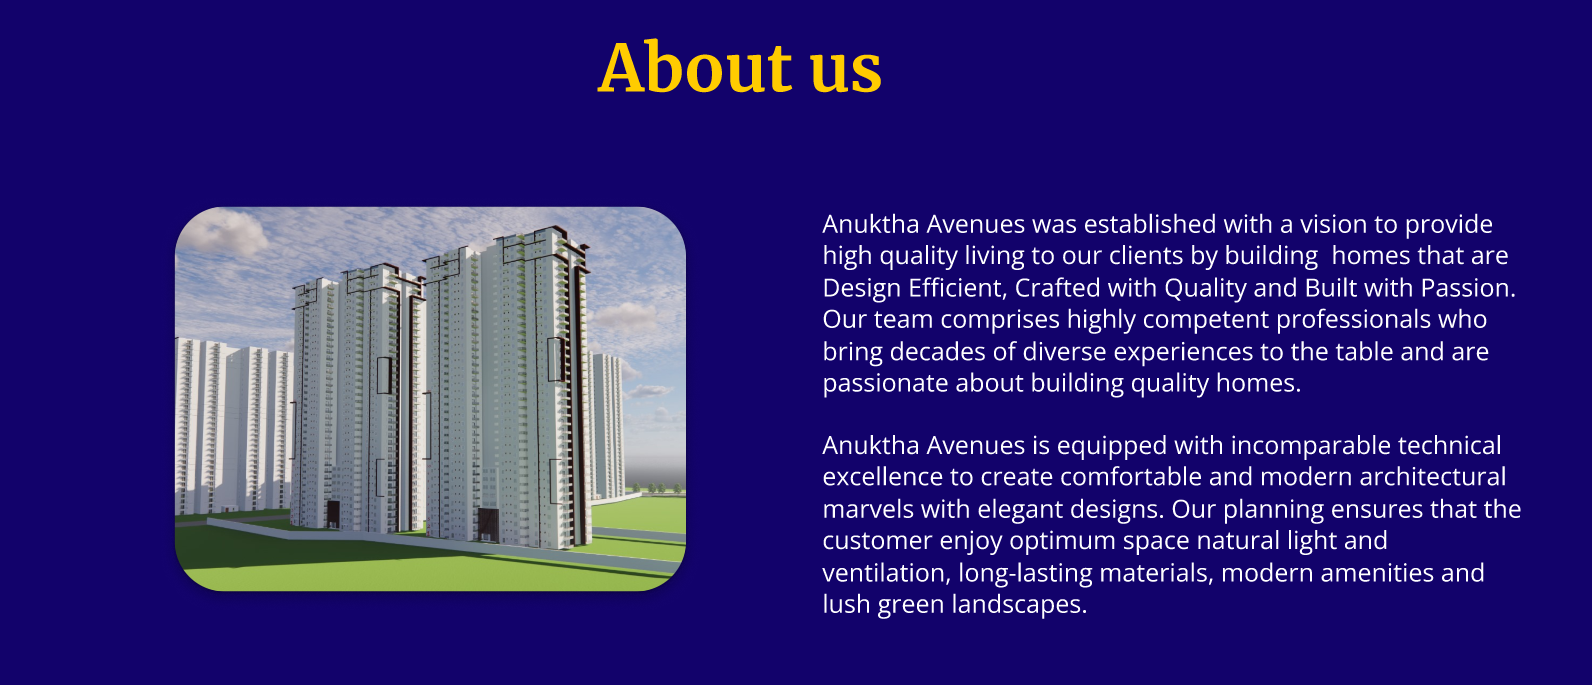 About us
Anuktha Avenues was established with a vision to provide
high quality living to our clients by building  homes that are
Design Efficient, Crafted with Quality and Built with Passion.
Our team comprises highly competent professionals who
bring decades of diverse experiences to the table and are
passionate about building quality homes.
Anuktha Avenues is equipped with incomparable technical
excellence to create comfortable and modern architectural
marvels with elegant designs. Our planning ensures that the
customer enjoy optimum space natural light and
ventilation, long-lasting materials, modern amenities and
lush green landscapes.